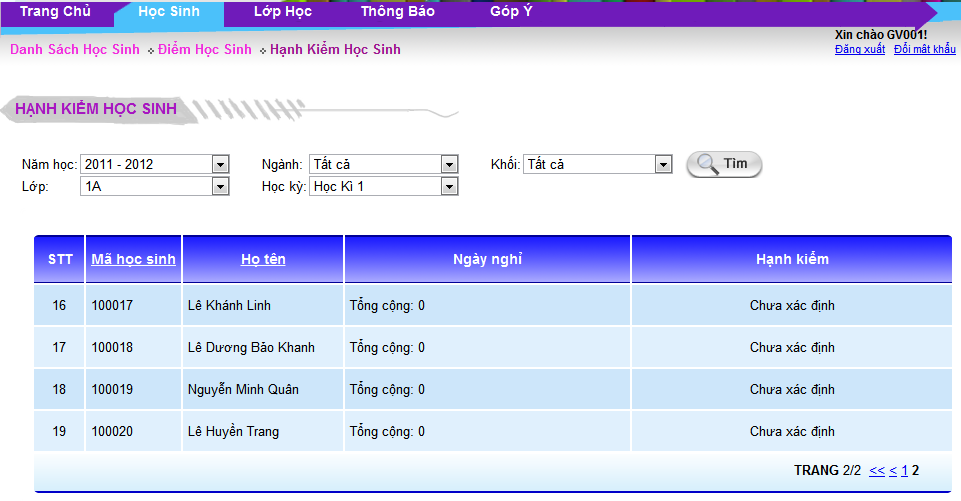 Trang Chủ Học Sinh Lớp Học Thông Báo Góp Ý
Xin chào GV001!
Đăng xuất Đổi mật khẩu
Danh Sách Học Sinh Điểm Học Sinh Hạnh Kiểm Học Sinh
HẠNH KIỂM HỌC SINH
Năm học: 2011 - 2012 Ngành: Tất cả Khối: Tất cả Tìm
Lớp: 1A Học kỳ: Học Kì 1
STT Mã học sinh Họ tên Ngày nghỉ Hạnh kiểm
16 100017 Lê Khánh Linh Tổng cộng: 0 Chưa xác định
17 100018 Lê Dương Bảo Khanh Tổng cộng: 0 Chưa xác định
18 100019 Nguyễn Minh Quân Tổng cộng: 0 Chưa xác định
19 100020 Lê Huyền Trang Tổng cộng: 0 Chưa xác định
TRANG 2/2 << < 1 2